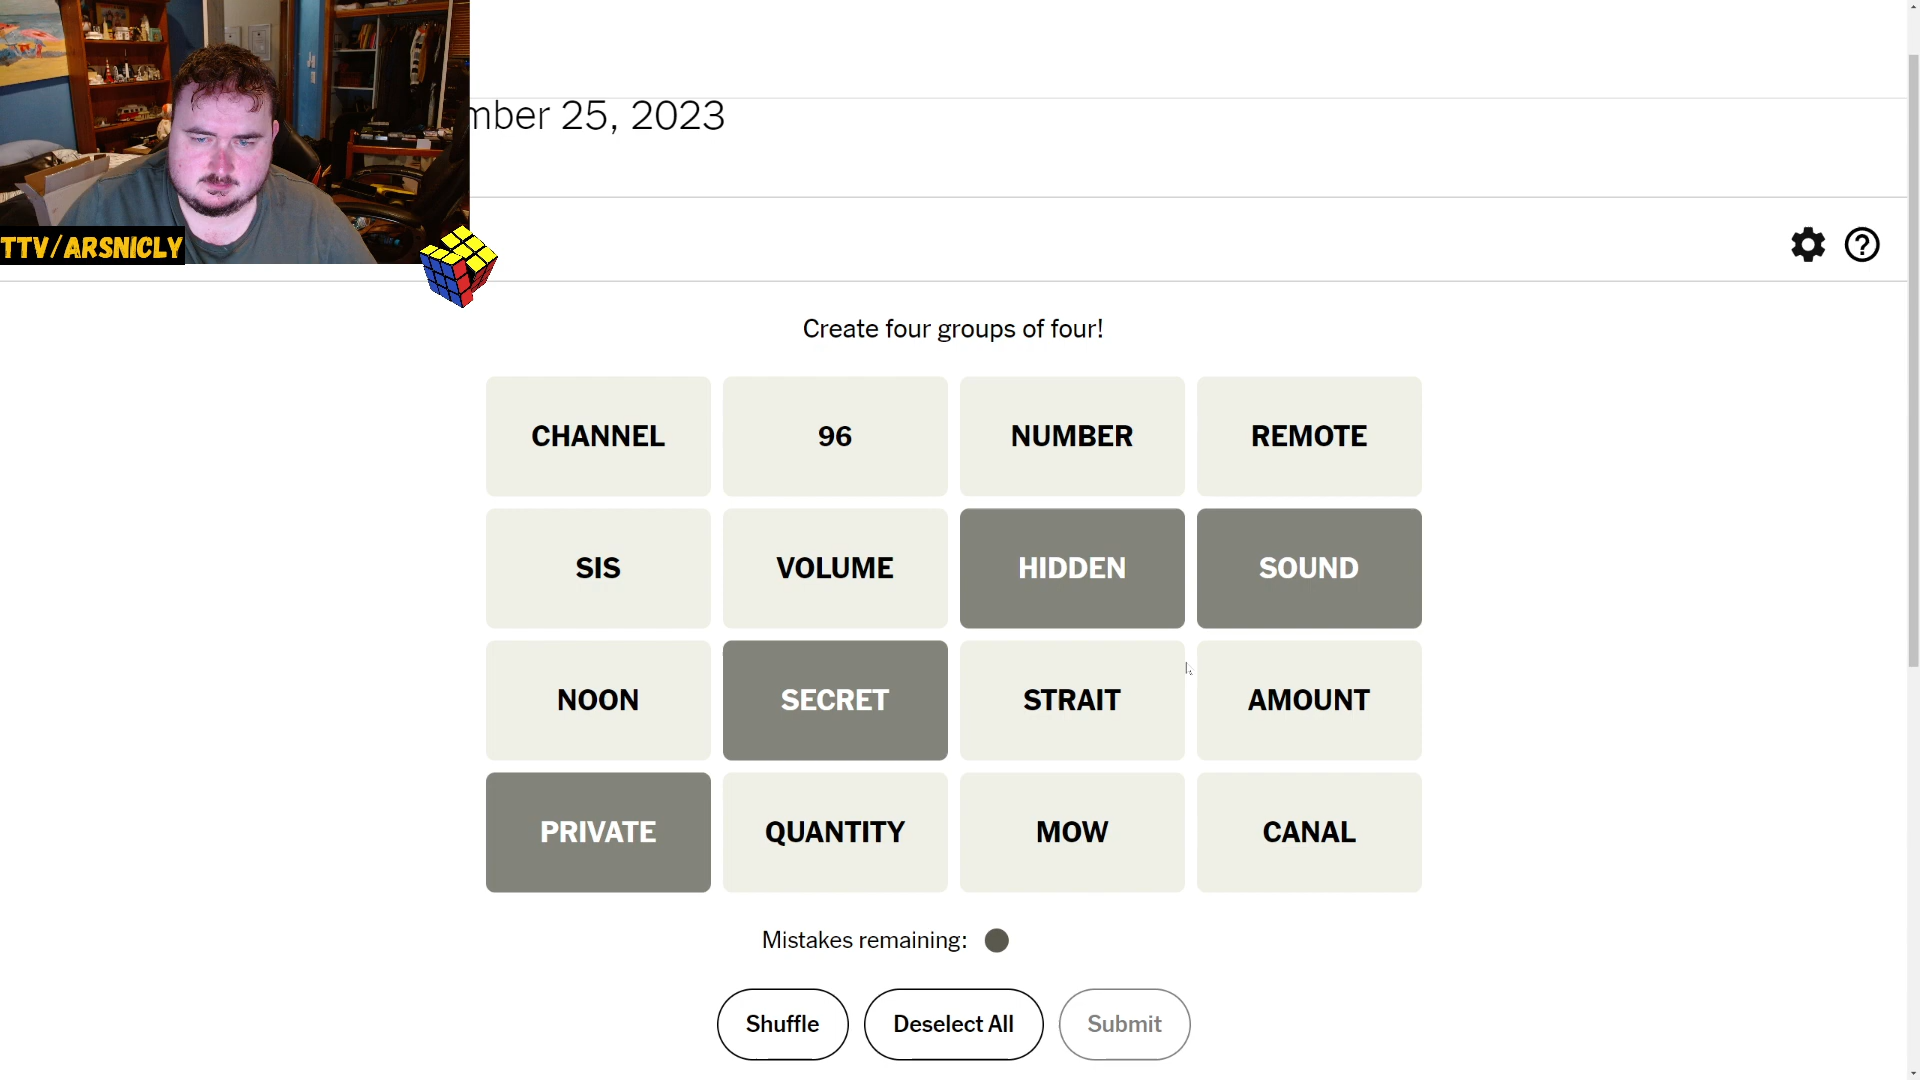 mber 25, 2023
TTV/ARSNICLY
Create four groups of four!
CHANNEL 96 NUMBER REMOTE
SIS VOLUME HIDDEN SOUND
NOON SECRET STRAIT AMOUNT
PRIVATE QUANTITY MOW CANAL
Mistakes remaining:
Shuffle Deselect All Submit